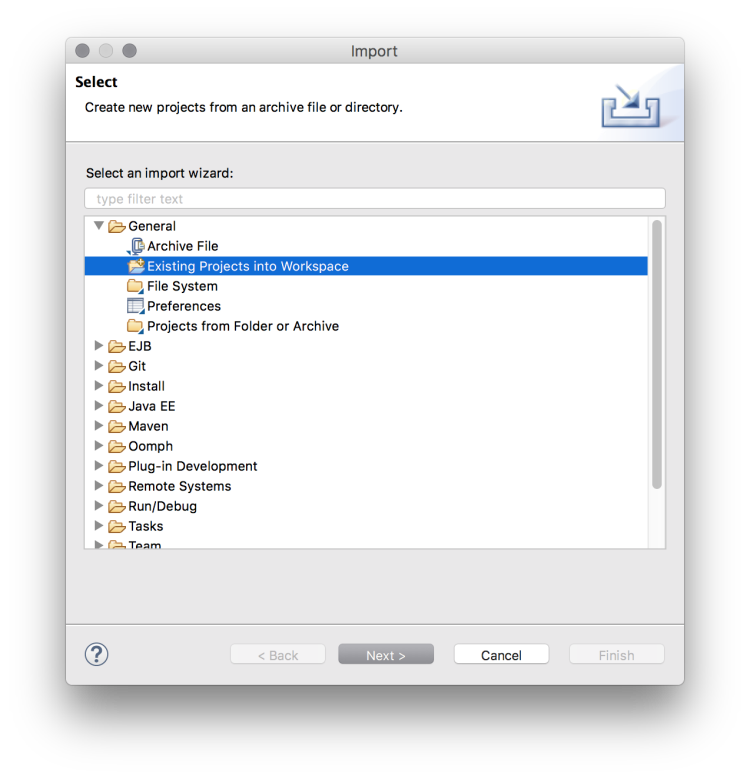 Import
Select
Create new projects from an archive file or directory.
Select an import wizard:
type filter text
General
Archive File
Existing Projects into Workspace
File System
Preferences
Projects from Folder or Archive
EJB
Git
Install
Java EE
Maven
Oomph
Plug-in Development
Remote Systems
Run/Debug
Tasks
Team
?
< Back
Next >
Cancel
Finish